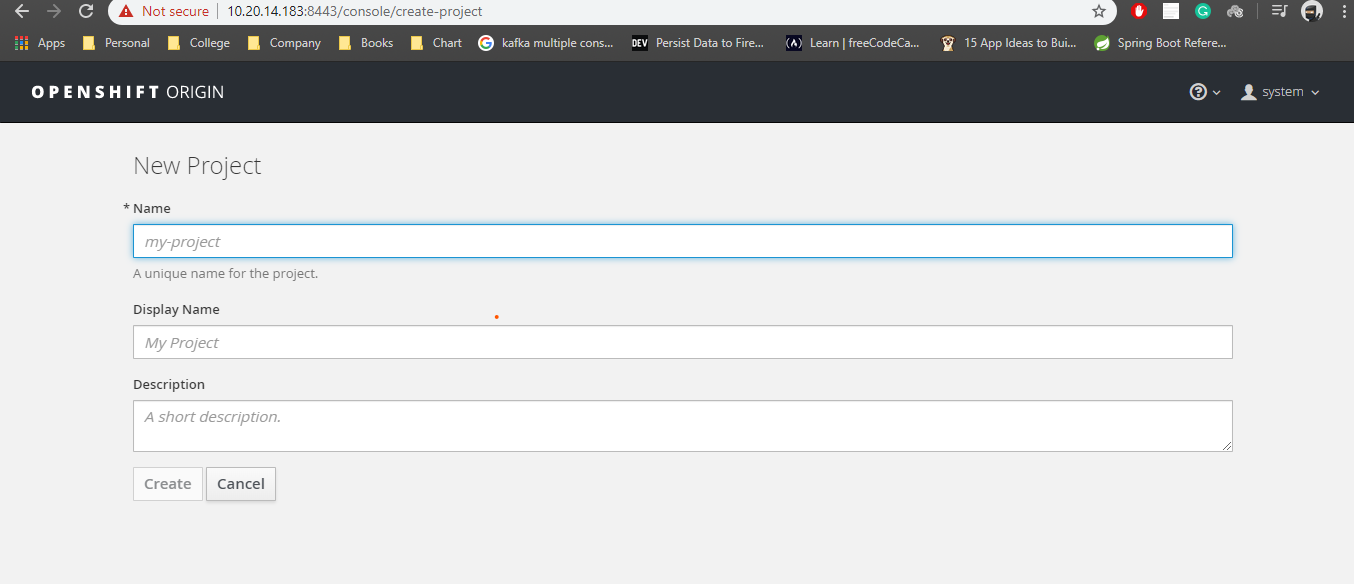 Not secure 10.20.14.183:8443/console/create-project
Apps Personal College Company Books Chart G kafka multiple cons... DEV Persist Data to Fire... (A) Learn | freeCodeCa... 15 App Ideas to Bui... Spring Boot Refere...
OPENSHIFT ORIGIN
? system
New Project
* Name
my-project
A unique name for the project.
Display Name
My Project
Description
A short description.
Create Cancel